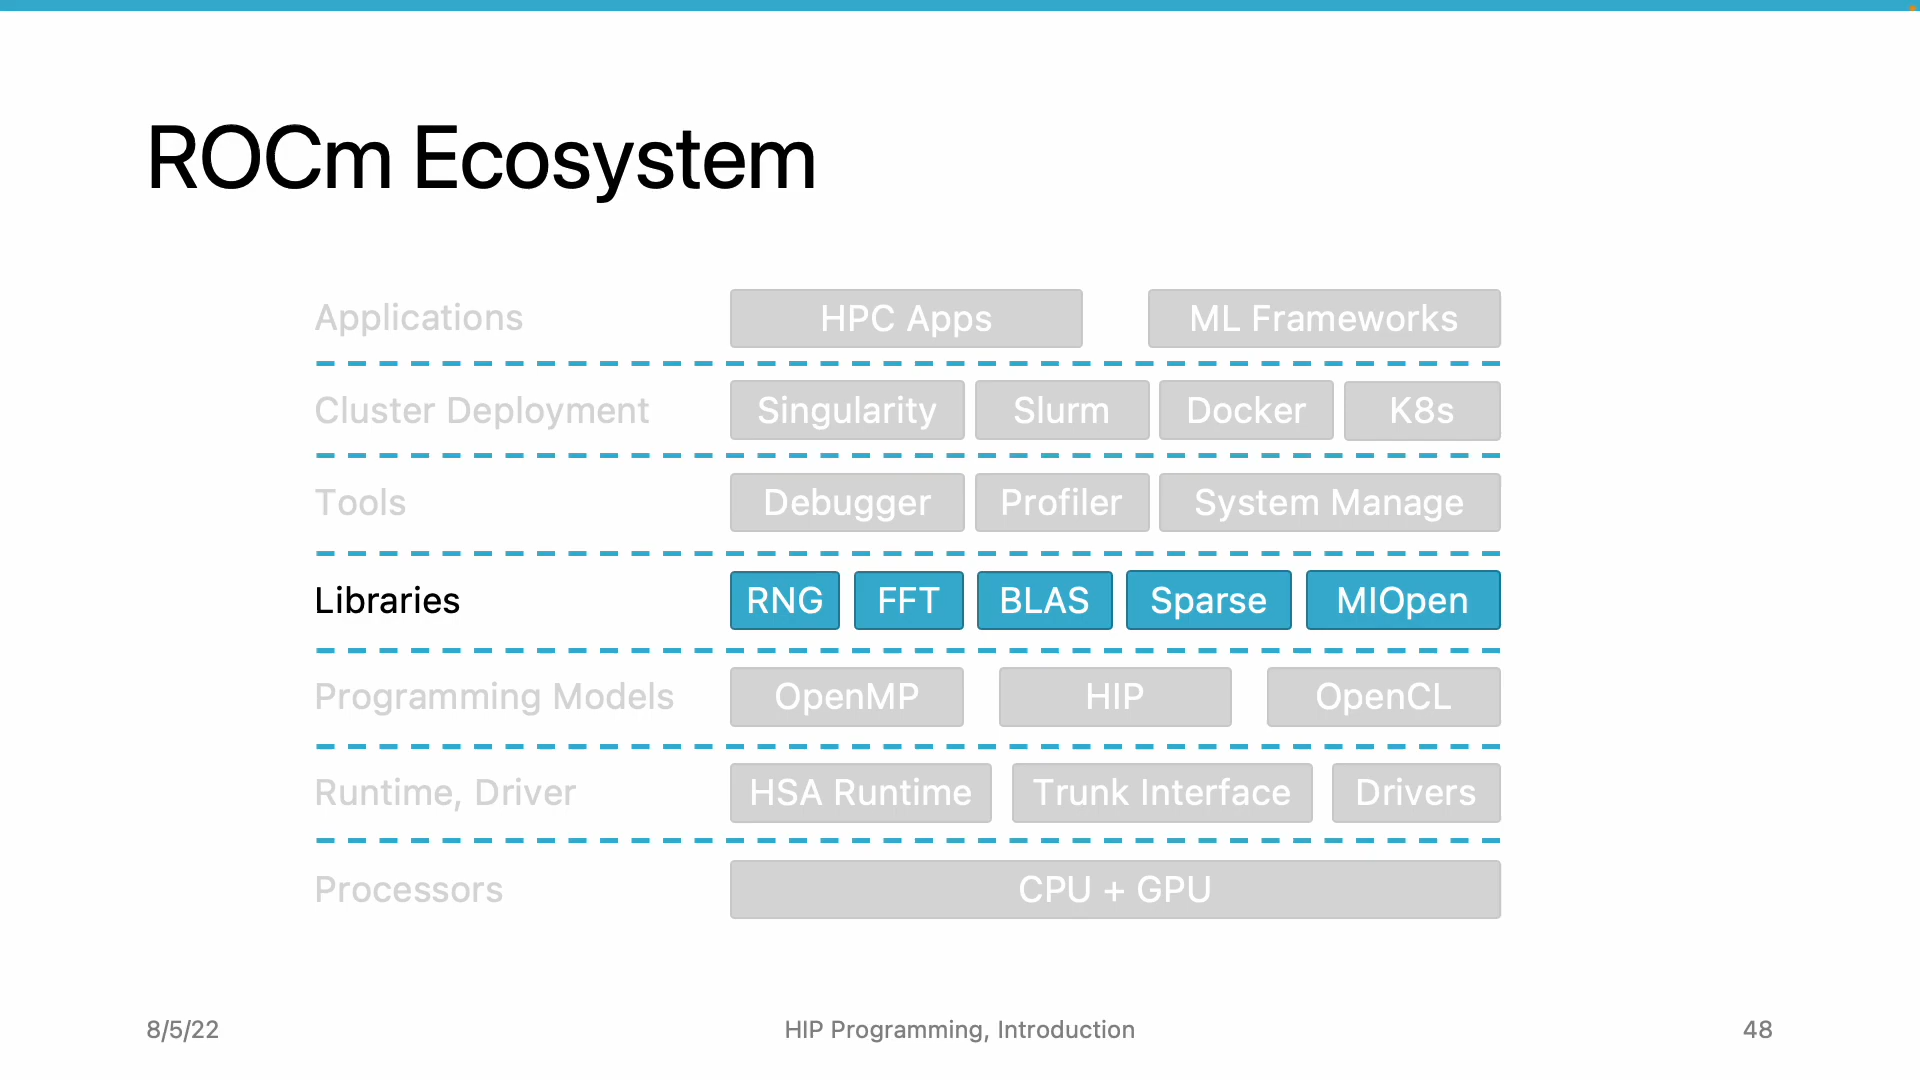 ROCm Ecosystem
Applications HPC Apps ML Frameworks
Cluster Deployment Singularity Slurm Docker K8s
Tools Debugger Profiler System Manage
Libraries RNG FFT BLAS Sparse MIOpen
Programming Models OpenMP HIP OpenCL
Runtime, Driver HSA Runtime Trunk Interface Drivers
Processors CPU + GPU
8/5/22 HIP Programming, Introduction 48